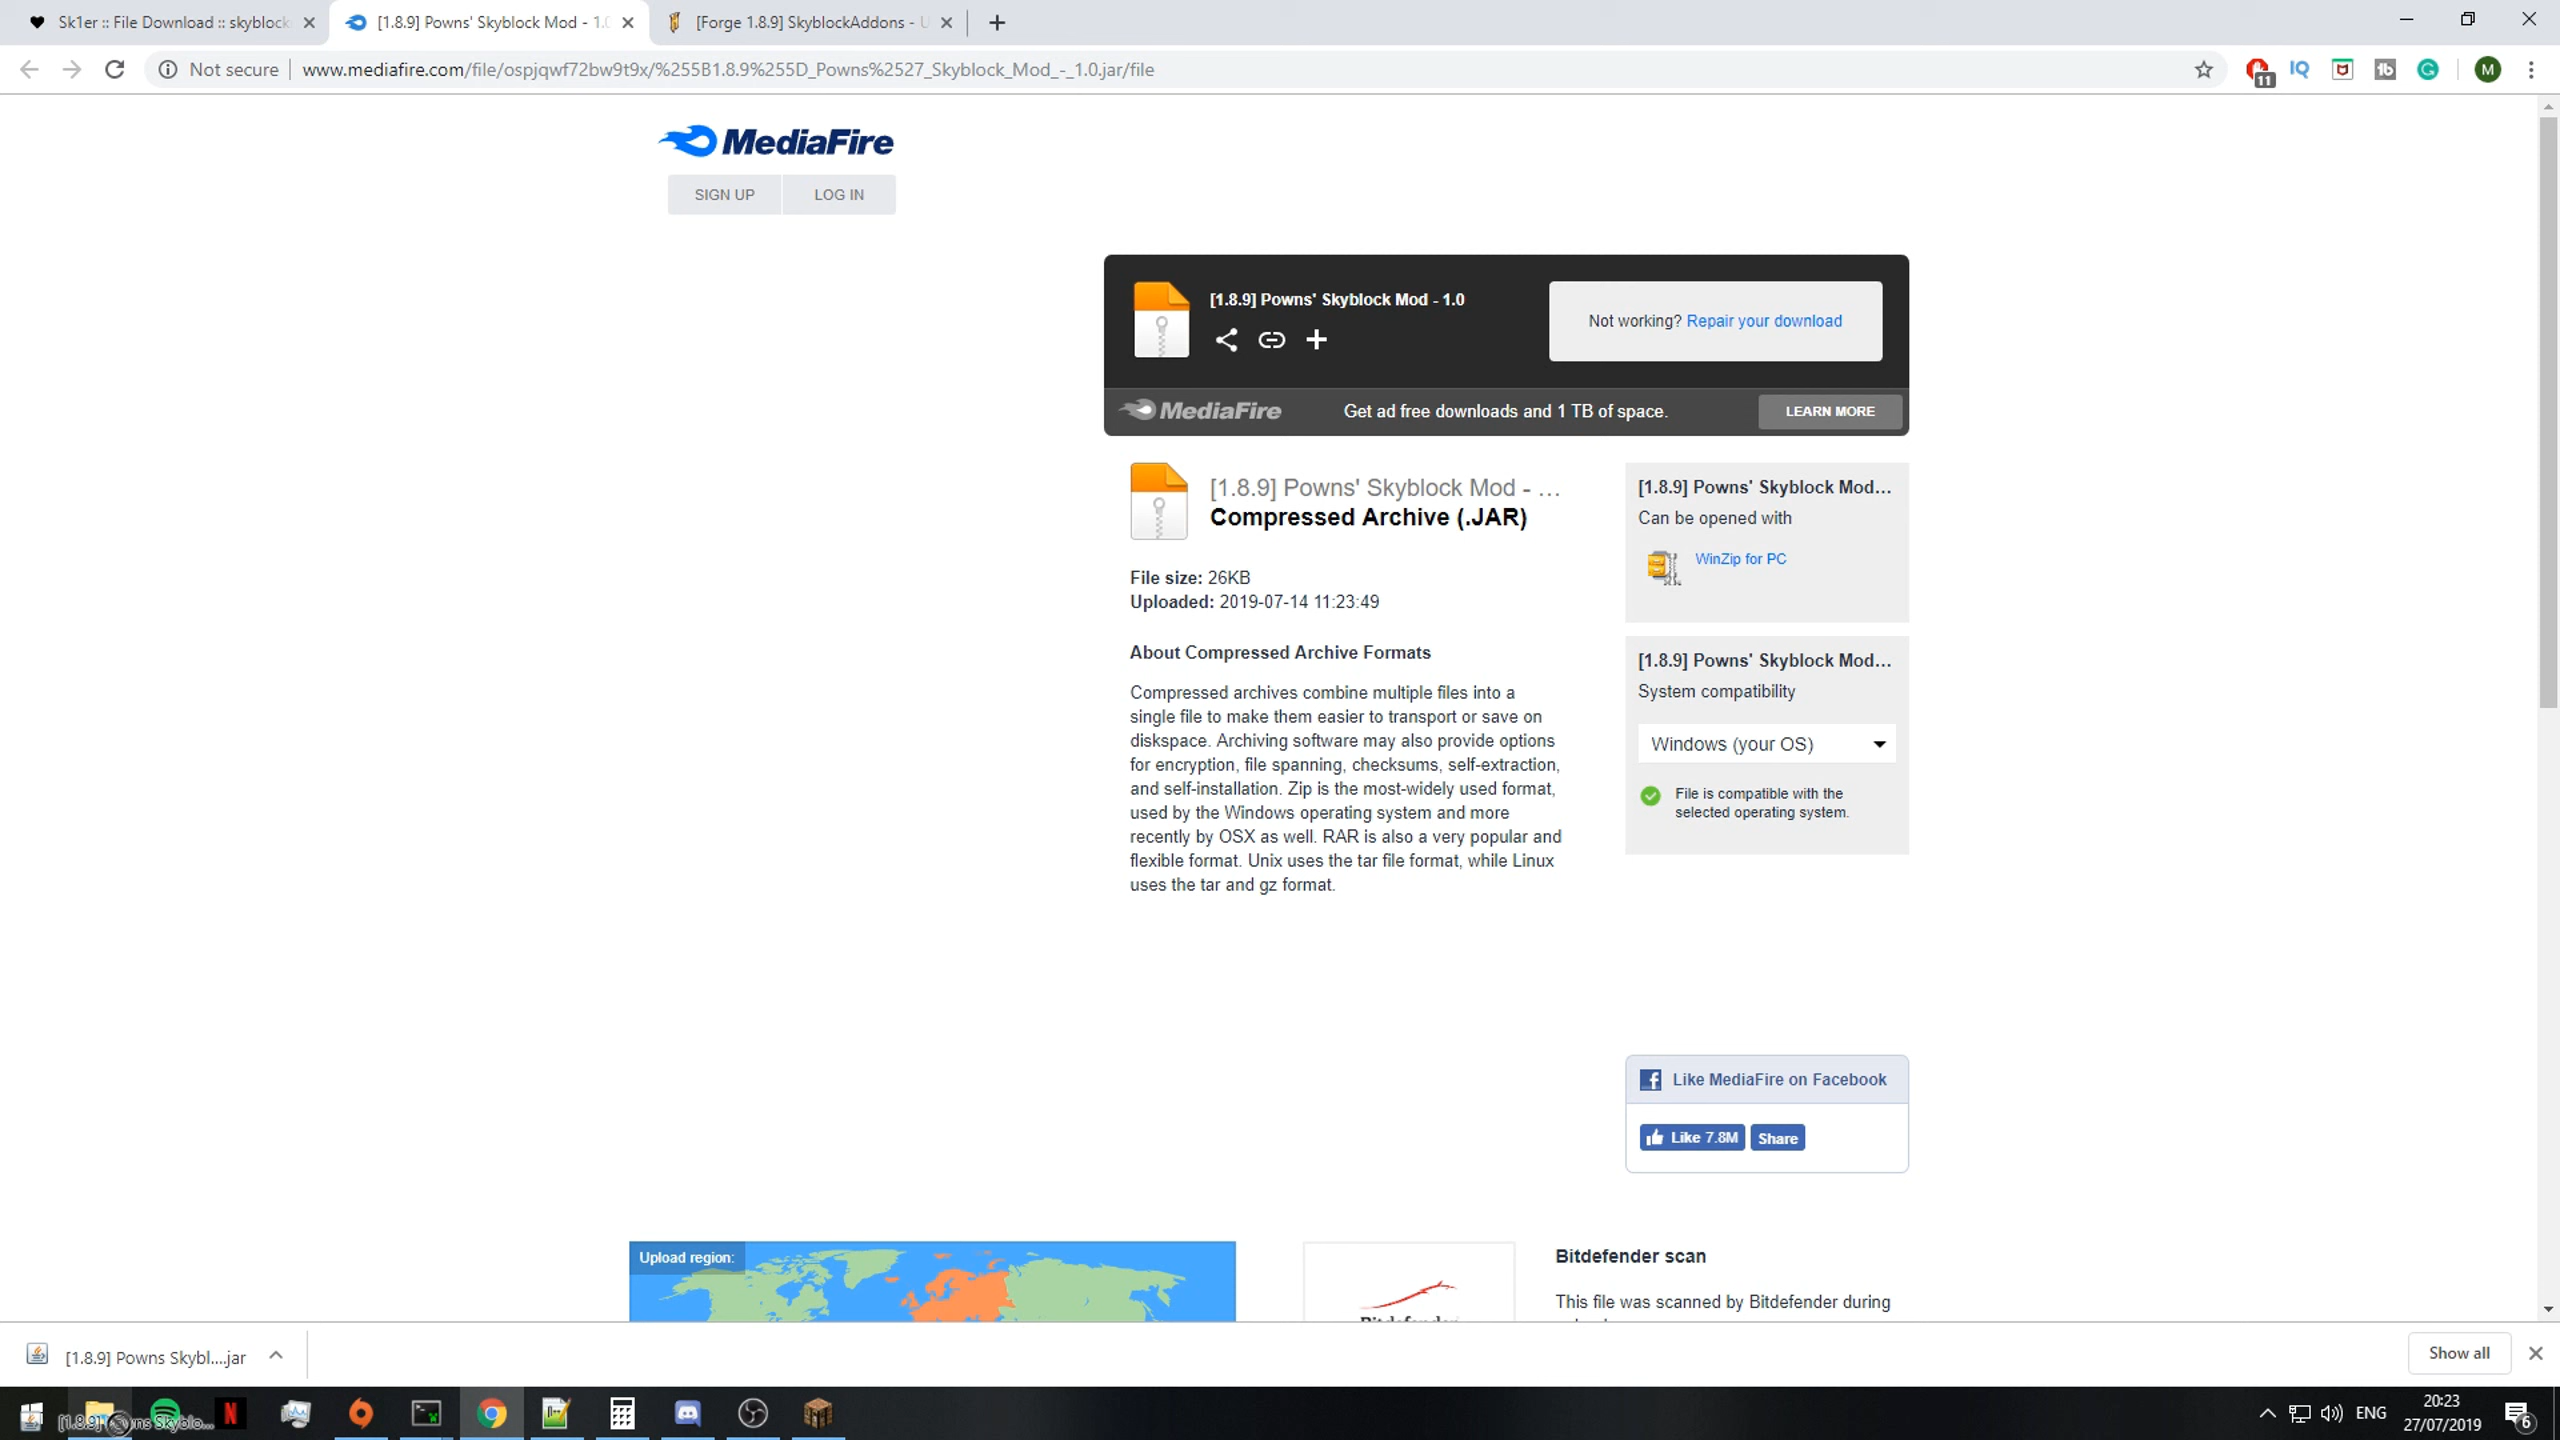 Sk1er :: File Download :: skyblock
[1.8.9] Powns' Skyblock Mod - 1.0
[Forge 1.8.9] SkyblockAddons - U
Not secure
www.mediafire.com/file/ospjqwf72bw9t9x/%255B1.8.9%255D_Powns%2527_Skyblock_Mod_-_1.0.jar/file
11
IQ
M
MediaFire
SIGN UP
LOG IN
[1.8.9] Powns' Skyblock Mod - 1.0
Not working? Repair your download
MediaFire
Get ad free downloads and 1 TB of space.
LEARN MORE
[1.8.9] Powns' Skyblock Mod - ...
Compressed Archive (.JAR)
File size: 26KB
Uploaded: 2019-07-14 11:23:49
About Compressed Archive Formats
Compressed archives combine multiple files into a
single file to make them easier to transport or save on
diskspace. Archiving software may also provide options
for encryption, file spanning, checksums, self-extraction,
and self-installation. Zip is the most-widely used format,
used by the Windows operating system and more
recently by OSX as well. RAR is also a very popular and
flexible format. Unix uses the tar file format, while Linux
uses the tar and gz format.
[1.8.9] Powns' Skyblock Mod...
Can be opened with
WinZip for PC
[1.8.9] Powns' Skyblock Mod...
System compatibility
Windows (your OS)
File is compatible with the
selected operating system.
Like MediaFire on Facebook
Like 7.8M
Share
Upload region:
Bitdefender
Bitdefender scan
This file was scanned by Bitdefender during
[1.8.9] Powns Skybl....jar
Show all
ENG
20:23
27/07/2019
6